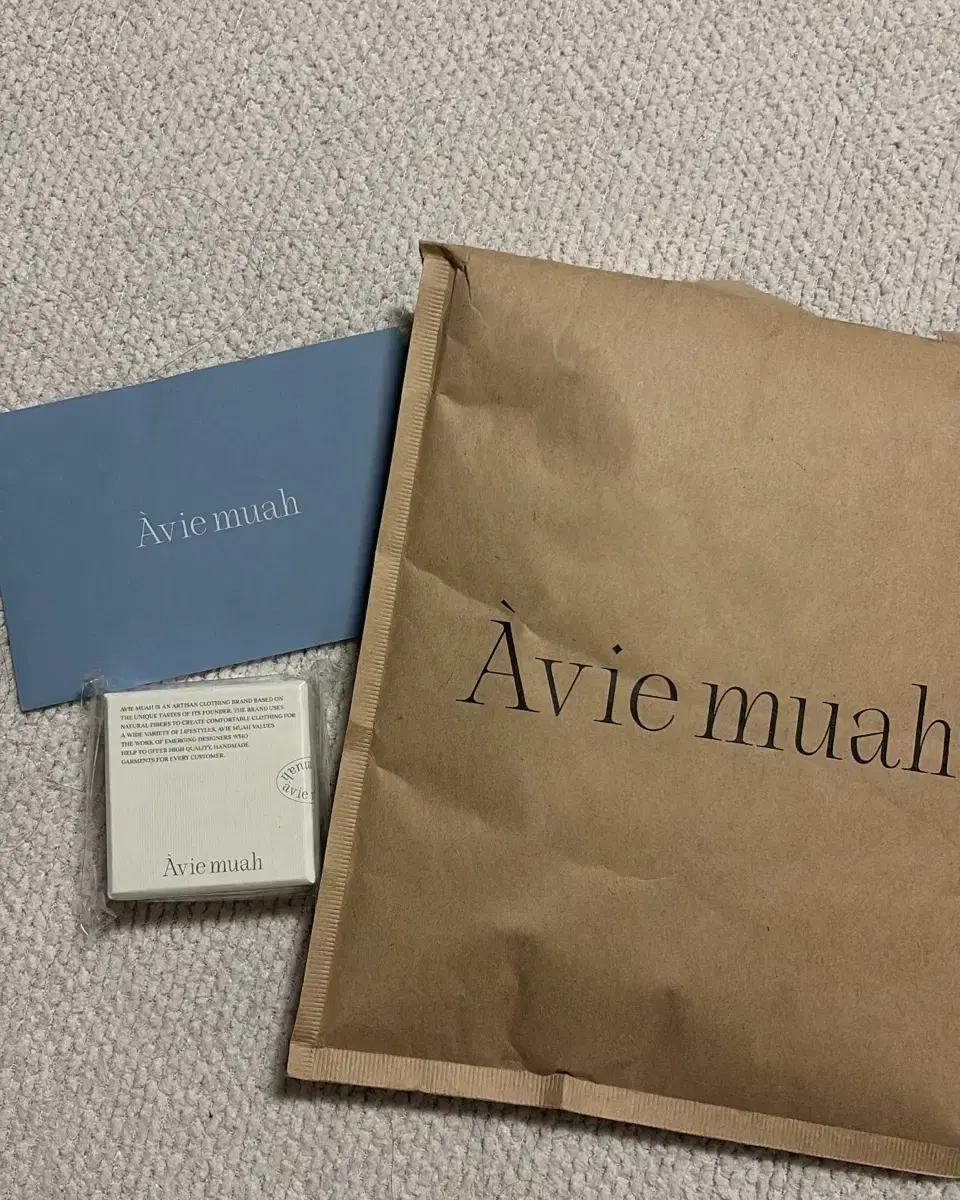 Àvie muah
AVIE MUAH IS AN ARTISAN CLOTHING BRAND BASED ON
THE UNIQUE TASTES OF ITS FOUNDER. THE BRAND USES
NATURAL FIBERS TO CREATE COMFORTABLE CLOTHING FOR
A WIDE VARIETY OF LIFESTYLES. AVIE MUAH VALUES
THE WORK OF EMERGING DESIGNERS WHO
HELP TO OFFER HIGH QUALITY, HANDMADE
GARMENTS FOR EVERY CUSTOMER.
Àvie muah
Àvie muah